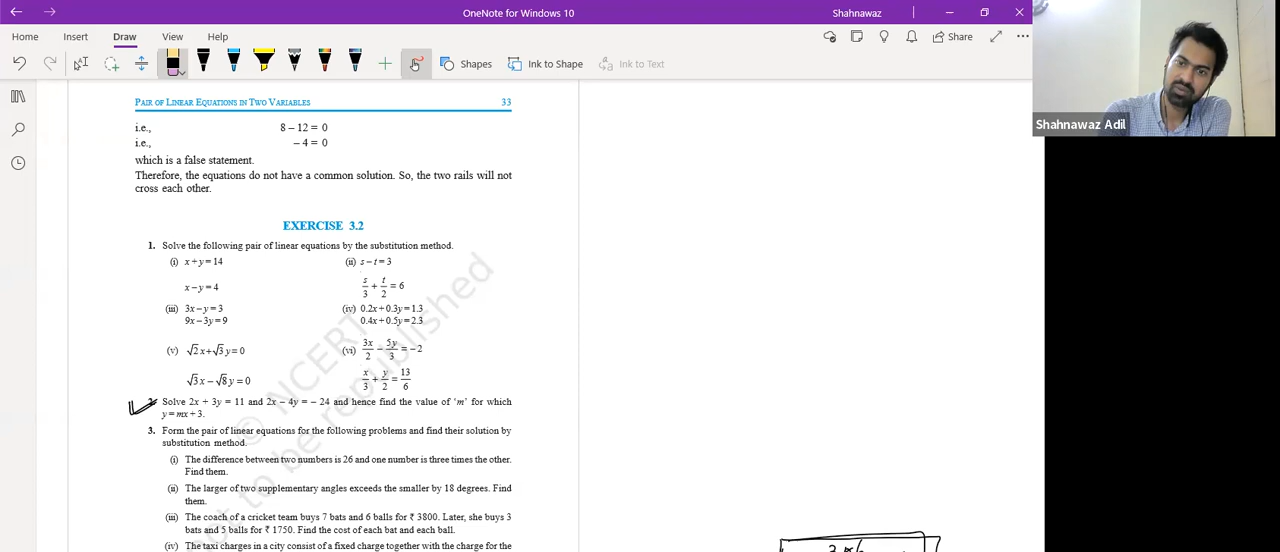 OneNote for Windows 10
Shahnawaz
Home Insert Draw View Help
Share
Shapes Ink to Shape Ink to Text
Shahnawaz Adil
PAIR OF LINEAR EQUATIONS IN TWO VARIABLES 33
i.e., 8 – 12 = 0
i.e., – 4 = 0
which is a false statement.
Therefore, the equations do not have a common solution. So, the two rails will not
cross each other.
EXERCISE 3.2
1. Solve the following pair of linear equations by the substitution method.
(i) x + y = 14 (ii) s – t = 3
x – y = 4 s/3 + t/2 = 6
(iii) 3x – y = 3 (iv) 0.2x + 0.3y = 1.3
9x – 3y = 9 0.4x + 0.5y = 2.3
(v) √2 x + √3 y = 0 (vi) 3x/2 – 5y/3 = – 2
√3 x – √8 y = 0 x/3 + y/2 = 13/6
2. Solve 2x + 3y = 11 and 2x – 4y = – 24 and hence find the value of ‘m’ for which
y = mx + 3.
3. Form the pair of linear equations for the following problems and find their solution by
substitution method.
(i) The difference between two numbers is 26 and one number is three times the other.
Find them.
(ii) The larger of two supplementary angles exceeds the smaller by 18 degrees. Find
them.
(iii) The coach of a cricket team buys 7 bats and 6 balls for ₹ 3800. Later, she buys 3
bats and 5 balls for ₹ 1750. Find the cost of each bat and each ball.
(iv) The taxi charges in a city consist of a fixed charge together with the charge for the
© NCERT
not to be republished